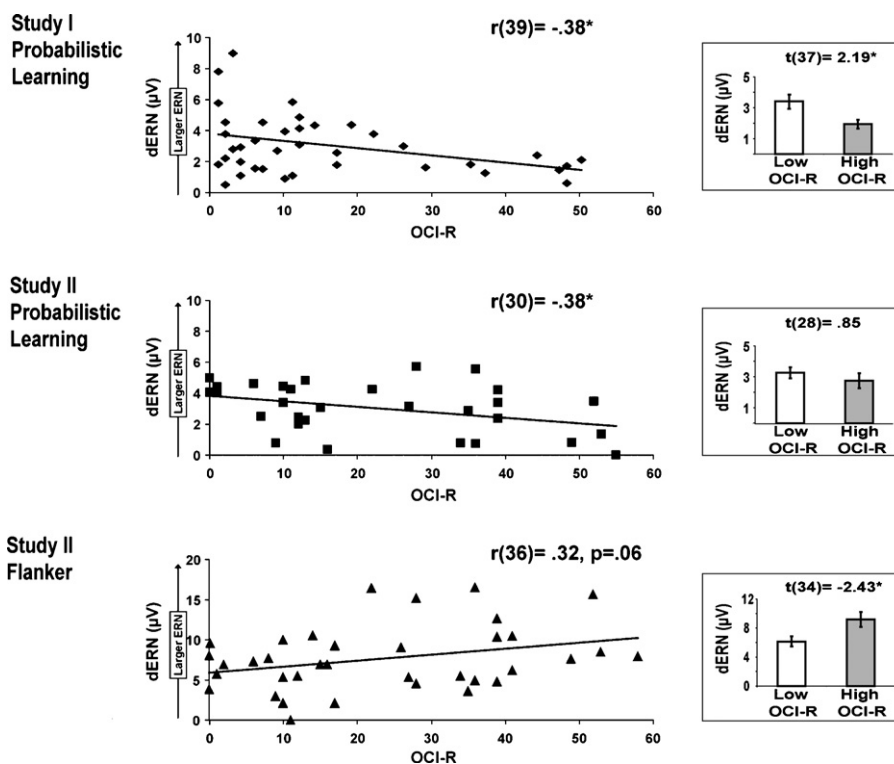 Study I
Probabilistic
Learning
r(39)= -.38*
dERN (µV)
Larger ERN
10
8
6
4
2
0
0 10 20 30 40 50 60
OCI-R
t(37)= 2.19*
dERN (µV)
5
3
1
Low High
OCI-R OCI-R
Study II
Probabilistic
Learning
r(30)= -.38*
dERN (µV)
Larger ERN
10
8
6
4
2
0
0 10 20 30 40 50 60
OCI-R
t(28)= .85
dERN (µV)
5
3
1
Low High
OCI-R OCI-R
Study II
Flanker
r(36)= .32, p=.06
dERN (µV)
Larger ERN
20
15
10
5
0
0 10 20 30 40 50 60
OCI-R
t(34)= -2.43*
dERN (µV)
12
8
4
0
Low High
OCI-R OCI-R